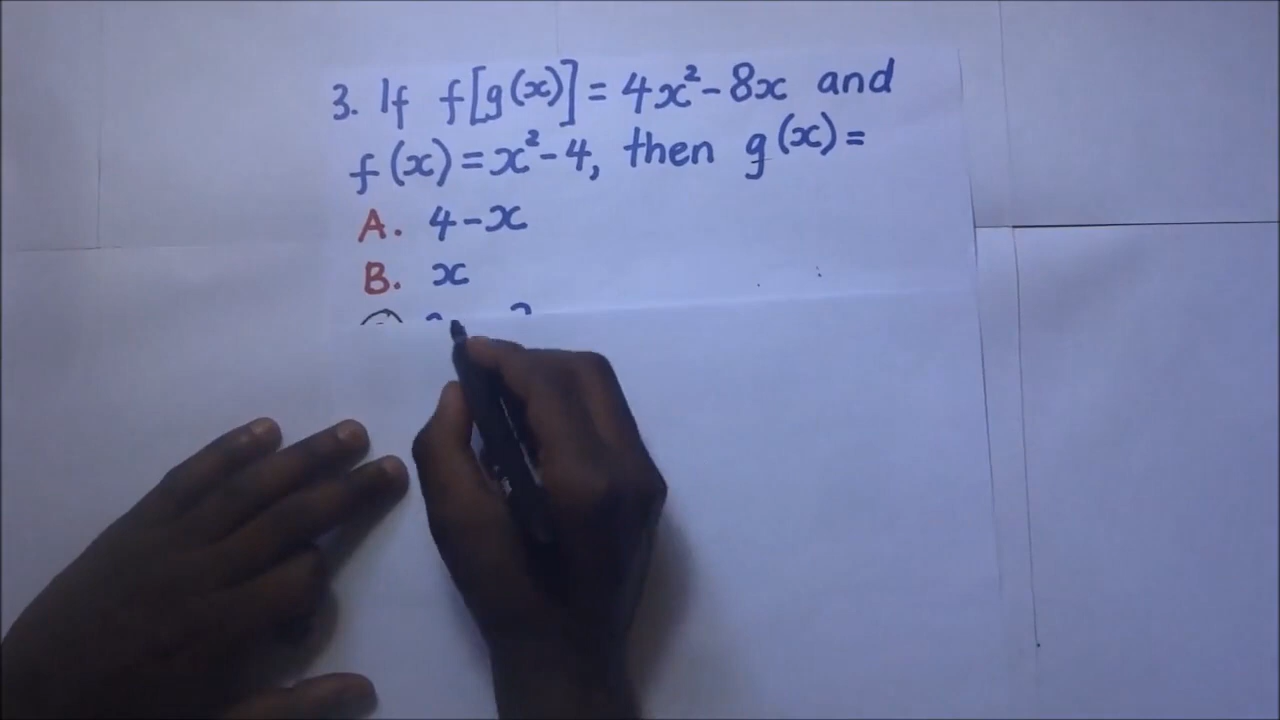 3. If f[g(x)] = 4x² - 8x and
f(x) = x² - 4, then g(x) =
A. 4 - x
B. x